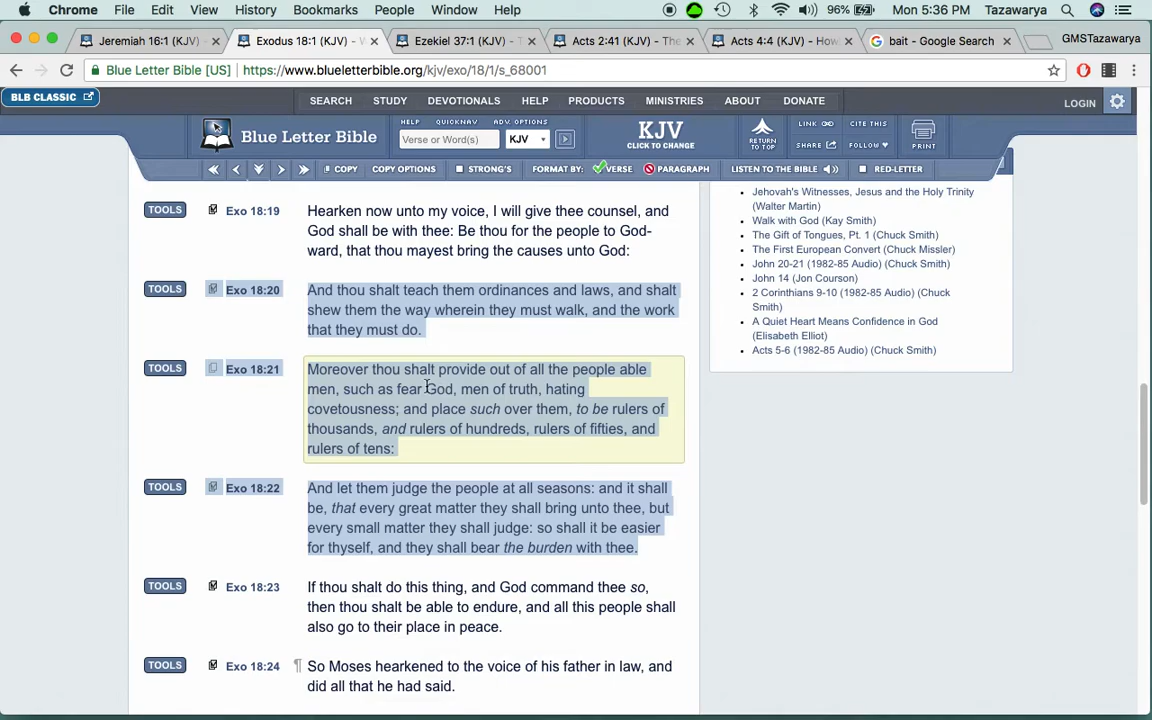 Chrome File Edit View History Bookmarks People Window Help 96% Mon 5:36 PM Tazawarya
Jeremiah 16:1 (KJV) - × Exodus 18:1 (KJV) - W × Ezekiel 37:1 (KJV) - T × Acts 2:41 (KJV) - The × Acts 4:4 (KJV) - How × bait - Google Search × GMSTazawarya
Blue Letter Bible [US] https://www.blueletterbible.org/kjv/exo/18/1/s_68001
BLB CLASSIC
SEARCH STUDY DEVOTIONALS HELP PRODUCTS MINISTRIES ABOUT DONATE LOGIN
HELP QUICKNAV ADV. OPTIONS
Blue Letter Bible Verse or Word(s) KJV
KJV
CLICK TO CHANGE
RETURN TO TOP
LINK CITE THIS
SHARE FOLLOW
PRINT
COPY COPY OPTIONS STRONG'S FORMAT BY: VERSE PARAGRAPH LISTEN TO THE BIBLE RED-LETTER
TOOLS Exo 18:19 Hearken now unto my voice, I will give thee counsel, and
God shall be with thee: Be thou for the people to God-
ward, that thou mayest bring the causes unto God:
TOOLS Exo 18:20 And thou shalt teach them ordinances and laws, and shalt
shew them the way wherein they must walk, and the work
that they must do.
TOOLS Exo 18:21 Moreover thou shalt provide out of all the people able
men, such as fear God, men of truth, hating
covetousness; and place such over them, to be rulers of
thousands, and rulers of hundreds, rulers of fifties, and
rulers of tens:
TOOLS Exo 18:22 And let them judge the people at all seasons: and it shall
be, that every great matter they shall bring unto thee, but
every small matter they shall judge: so shall it be easier
for thyself, and they shall bear the burden with thee.
TOOLS Exo 18:23 If thou shalt do this thing, and God command thee so,
then thou shalt be able to endure, and all this people shall
also go to their place in peace.
TOOLS Exo 18:24 ¶ So Moses hearkened to the voice of his father in law, and
did all that he had said.
Jehovah's Witnesses, Jesus and the Holy Trinity
(Walter Martin)
Walk with God (Kay Smith)
The Gift of Tongues, Pt. 1 (Chuck Smith)
The First European Convert (Chuck Missler)
John 20-21 (1982-85 Audio) (Chuck Smith)
John 14 (Jon Courson)
2 Corinthians 9-10 (1982-85 Audio) (Chuck
Smith)
A Quiet Heart Means Confidence in God
(Elisabeth Elliot)
Acts 5-6 (1982-85 Audio) (Chuck Smith)